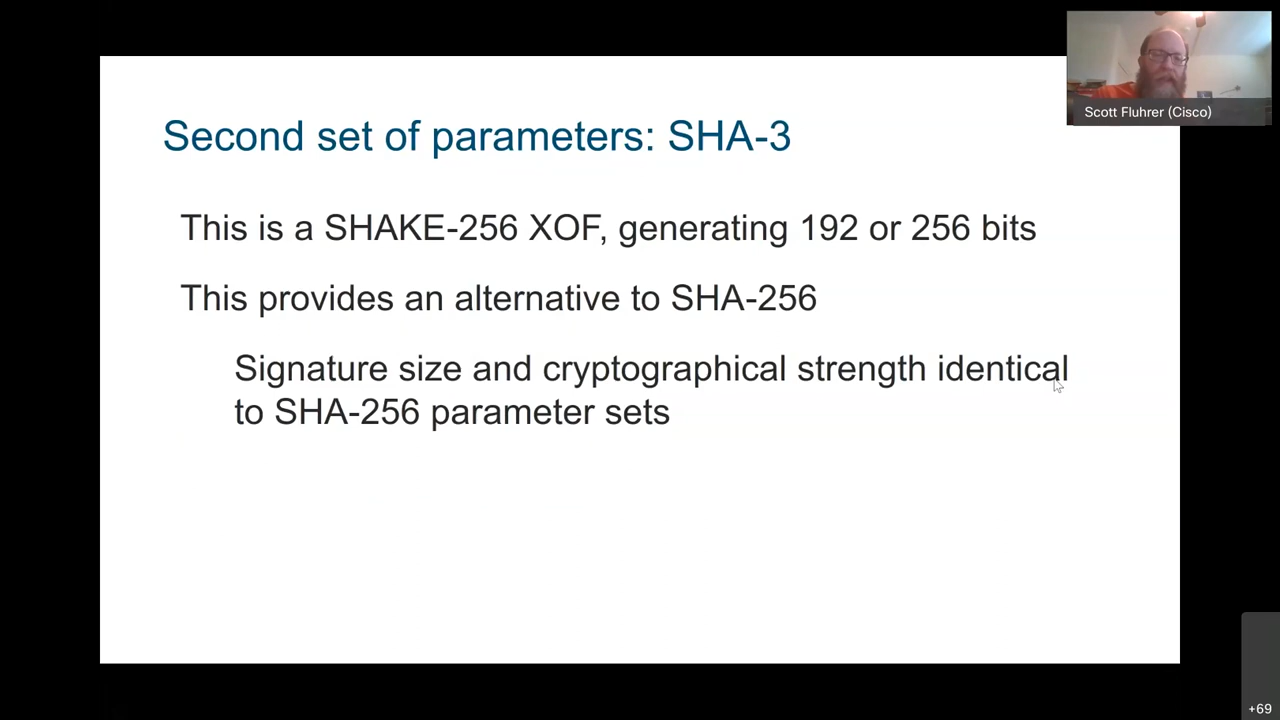 Scott Fluhrer (Cisco)
Second set of parameters: SHA-3
This is a SHAKE-256 XOF, generating 192 or 256 bits
This provides an alternative to SHA-256
Signature size and cryptographical strength identical
to SHA-256 parameter sets
+69